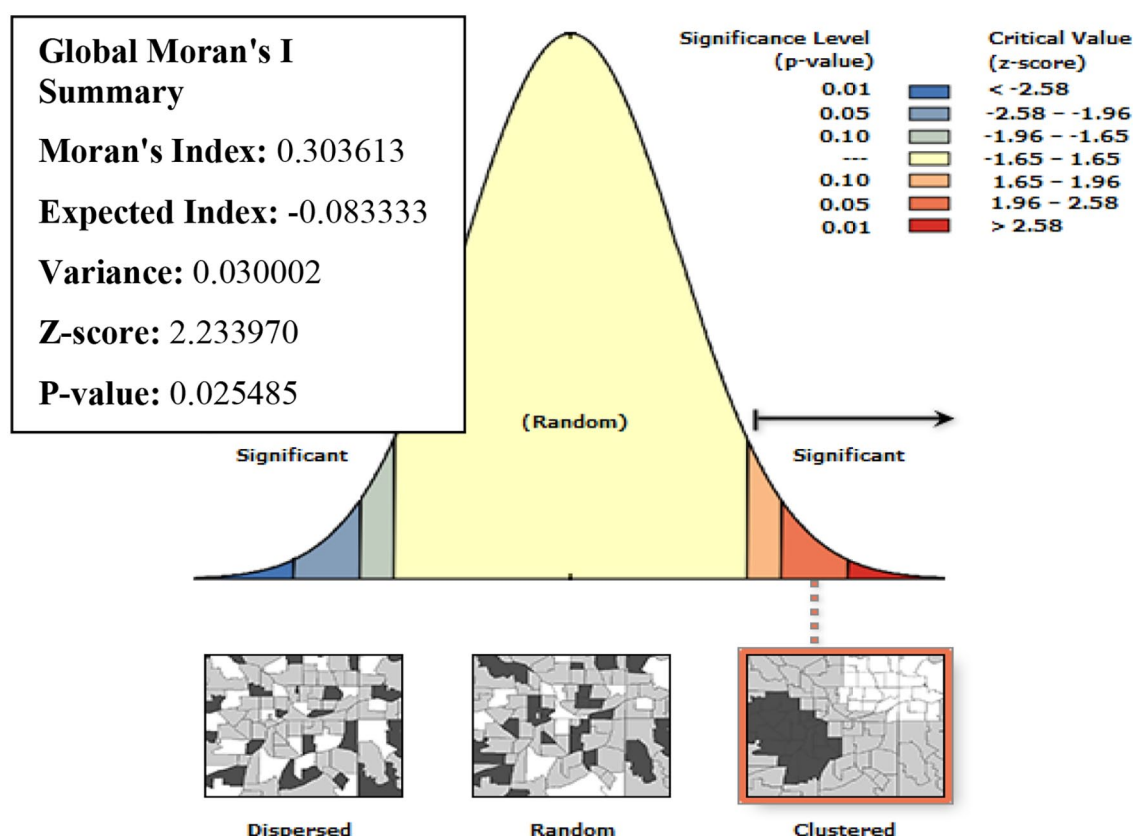 Global Moran's I
Summary
Moran's Index: 0.303613
Expected Index: -0.083333
Variance: 0.030002
Z-score: 2.233970
P-value: 0.025485
Significance Level
(p-value)
Critical Value
(z-score)
0.01 < -2.58
0.05 -2.58 – -1.96
0.10 -1.96 – -1.65
--- -1.65 – 1.65
0.10 1.65 – 1.96
0.05 1.96 – 2.58
0.01 > 2.58
(Random)
Significant
Significant
Dispersed
Random
Clustered